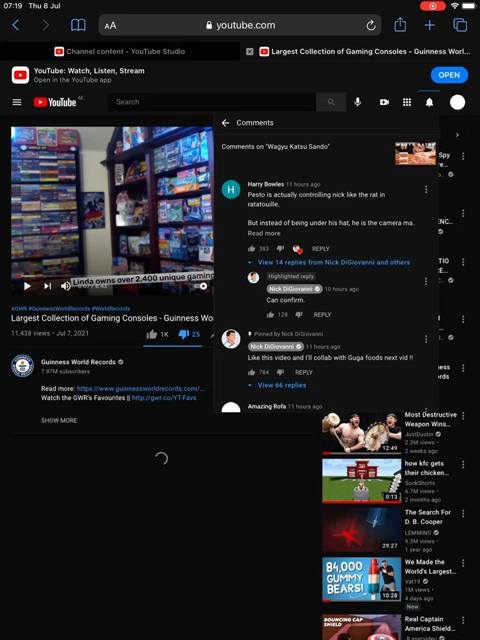 07:19 Thu 8 Jul
100%
AA
youtube.com
Channel content - YouTube Studio
Largest Collection of Gaming Consoles - Guinness Worl...
YouTube: Watch, Listen, Stream
Open in the YouTube app
OPEN
YouTube AE
Search
Comments
Comments on "Wagyu Katsu Sando"
H
Harry Bowles 11 hours ago
Pesto is actually controlling nick like the rat in
ratatouille.
But instead of being under his hat, he is the camera ma..
Read more
383 REPLY
View 14 replies from Nick DiGiovanni and others
Highlighted reply
Nick DiGiovanni 10 hours ago
Can confirm.
128 REPLY
Pinned by Nick DiGiovanni
Nick DiGiovanni 11 hours ago
Like this video and I'll collab with Guga foods next vid !!
784 REPLY
View 66 replies
Amazing Rofa 11 hours ago
Linda owns over 2,400 unique gaming
#GWR #GuinnessWorldRecords #WorldRecords
Largest Collection of Gaming Consoles - Guinness Wo
11,438 views • Jul 7, 2021
1K
25
Guinness World Records
7.97M subscribers
Read more: https://www.guinnessworldrecords.com/...
Watch the GWR's Favourites || http://gwr.co/YT-Favs
SHOW MORE
Spy
ENC..
TIO
ess
Most Destructive
Weapon Wins...
JustDustin
2.3M views •
2 weeks ago
12:49
how kfc gets
their chicken...
SockShorts
6.7M views •
2 months ago
0:13
The Search For
D. B. Cooper
LEMMiNO
9.3M views •
1 year ago
29:27
84,000
GUMMY
BEARS!
10:28
We Made the
World's Largest...
Vat19
1M views •
4 days ago
New
BOUNCING CAP
SHIELD
Real Captain
America Shield...